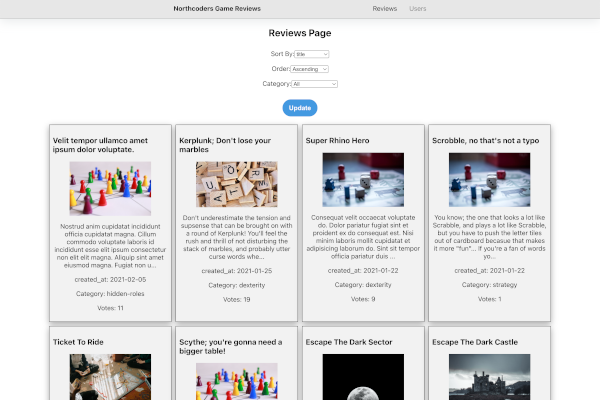 Northcoders Game Reviews
Reviews
Users
Reviews Page
Sort By: title
Order: Ascending
Category: All
Update
Velit tempor ullamco amet
ipsum dolor voluptate.
Nostrud anim cupidatat incididunt
officia cupidatat magna. Cillum
commodo voluptate laboris id
incididunt esse elit ipsum consectetur
non elit elit magna. Aliquip sint amet
eiusmod magna. Fugiat non u...
created_at: 2021-02-05
Category: hidden-roles
Votes: 11
Kerplunk; Don't lose your
marbles
Don't underestimate the tension and
supsense that can be brought on with
a round of Kerplunk! You'll feel the
rush and thrill of not disturbing the
stack of marbles, and probably utter
curse words whe...
created_at: 2021-01-25
Category: dexterity
Votes: 19
Super Rhino Hero
Consequat velit occaecat voluptate
do. Dolor pariatur fugiat sint et
proident ex do consequat est. Nisi
minim laboris mollit cupidatat et
adipisicing laborum do. Sint sit tempor
officia pariatur duis ...
created_at: 2021-01-22
Category: dexterity
Votes: 9
Scrobble, no that's not a typo
You know; the one that looks a lot like
Scrabble, and plays a lot like Scrabble,
but you have to push the letter tiles
out of cardboard becasue that makes
it more "fun"... If you're a fan of words
yo...
created_at: 2021-01-22
Category: strategy
Votes: 1
Ticket To Ride
Scythe; you're gonna need a
bigger table!
Escape The Dark Sector
Escape The Dark Castle